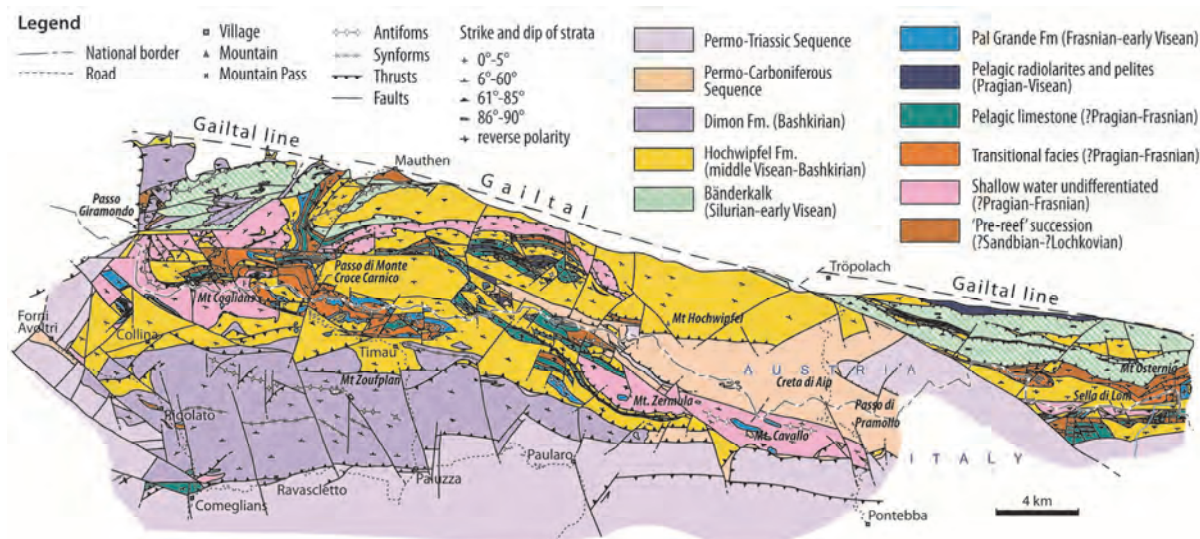 Legend
National border
Road
Village
Mountain
Mountain Pass
Antifoms
Synforms
Thrusts
Faults
Strike and dip of strata
0°-5°
6°-60°
61°-85°
86°-90°
reverse polarity
Permo-Triassic Sequence
Permo-Carboniferous
Sequence
Dimon Fm. (Bashkirian)
Hochwipfel Fm.
(middle Visean-Bashkirian)
Bänderkalk
(Silurian-early Visean)
Pal Grande Fm (Frasnian-early Visean)
Pelagic radiolarites and pelites
(Pragian-Visean)
Pelagic limestone (?Pragian-Frasnian)
Transitional facies (?Pragian-Frasnian)
Shallow water undifferentiated
(?Pragian-Frasnian)
'Pre-reef' succession
(?Sandbian-?Lochkovian)
Gailtal line
Mauthen
Gailtal
Passo
Giramondo
Tröpolach
Gailtal line
Passo di Monte
Croce Carnico
Mt Coglians
Mt Hochwipfel
Forni
Avoltri
Collina
Timau
AUSTRIA
Mt Osternig
Mt Zoufplan
Creta di Aip
Sella di Lom
Mt. Zermula
Passo di
Pramollo
Rigolato
Mt. Cavallo
ITALY
Paularo
Paluzza
Ravascletto
Comeglians
Pontebba
4 km